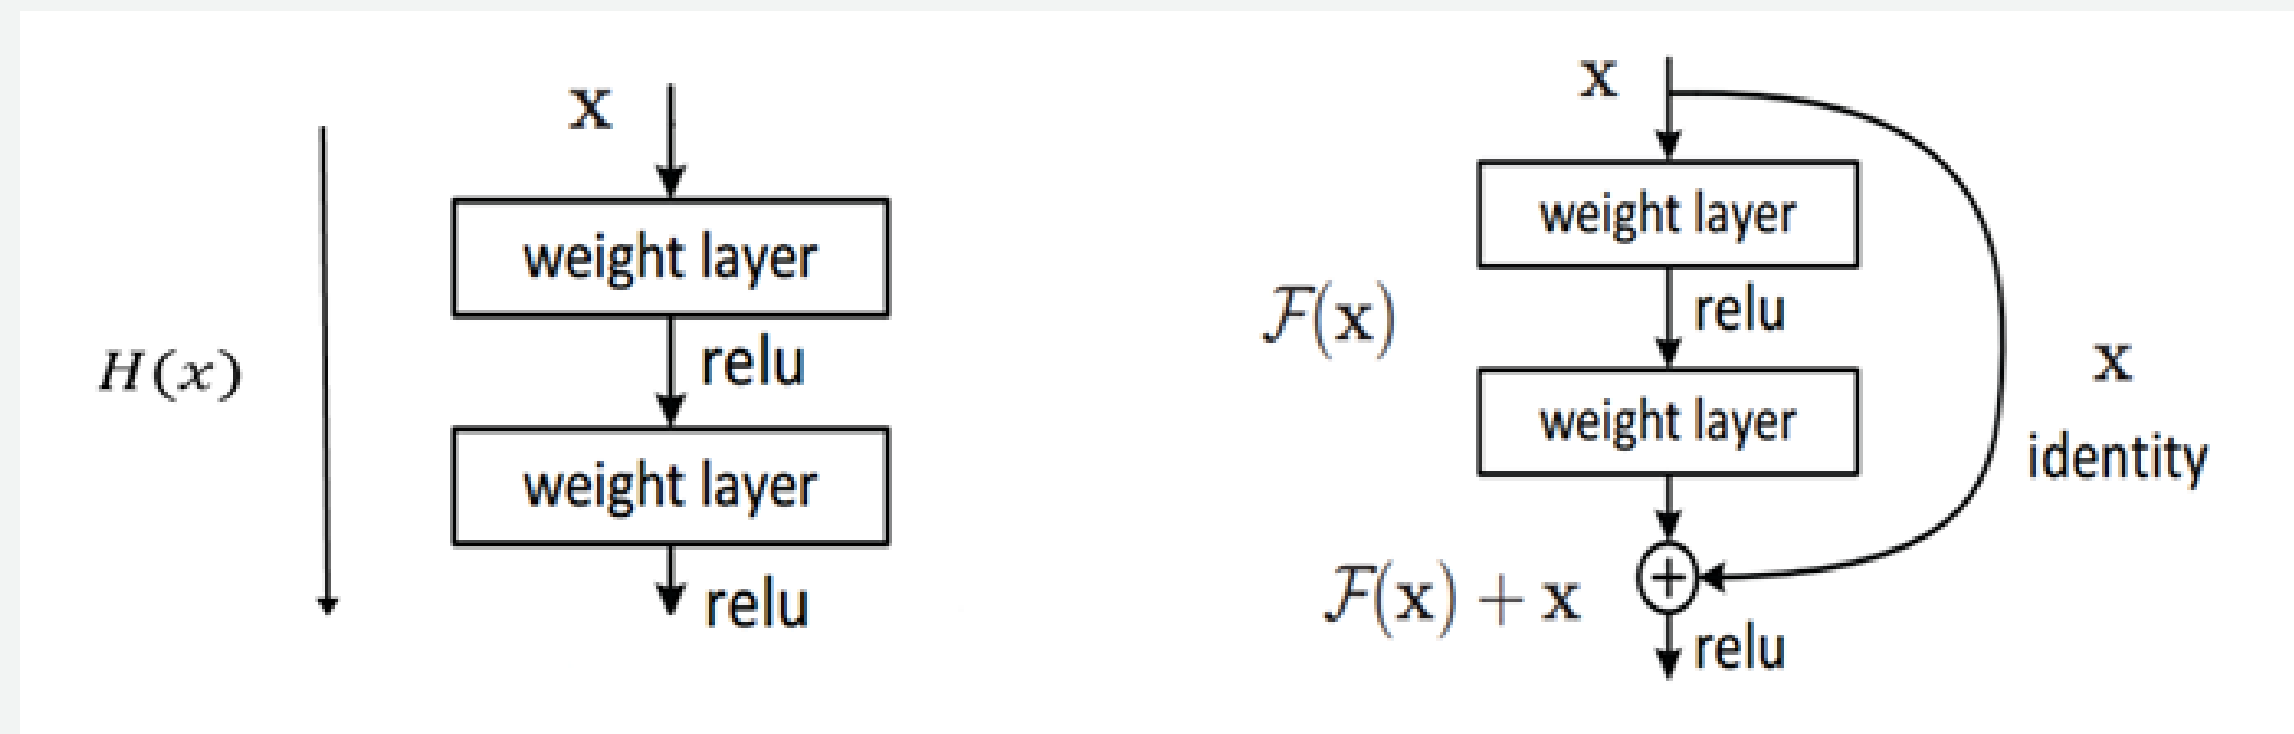 x
weight layer
H(x)
relu
weight layer
relu
x
weight layer
F(x)
relu
x
weight layer
identity
F(x) + x
+
relu